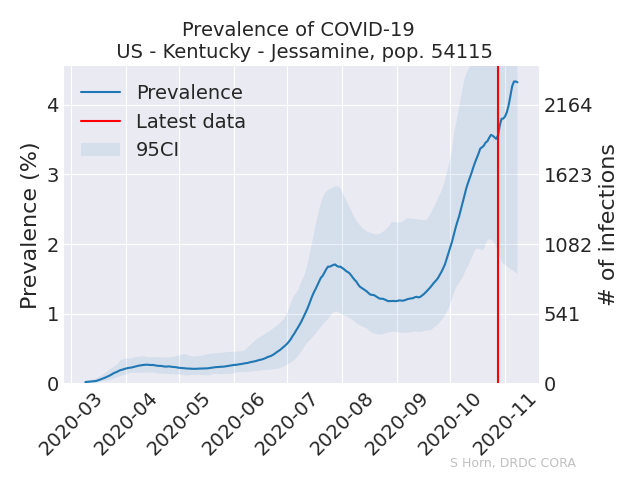 Prevalence of COVID-19
US - Kentucky - Jessamine, pop. 54115
Prevalence
Latest data
95CI
Prevalence (%)
4
3
2
1
0
2164
1623
1082
541
0
# of infections
2020-03
2020-04
2020-05
2020-06
2020-07
2020-08
2020-09
2020-10
2020-11
S Horn, DRDC CORA